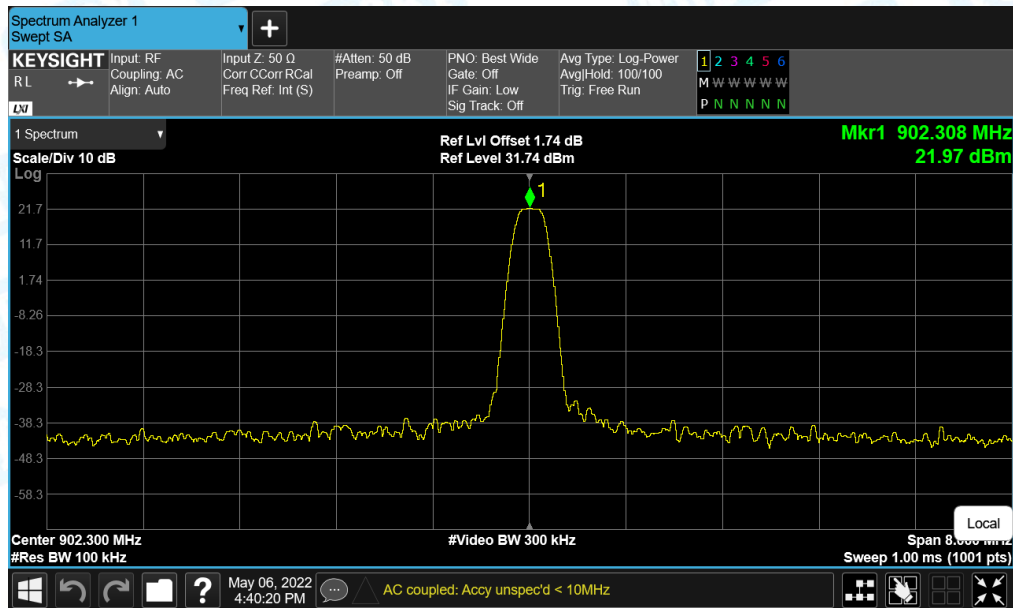 Spectrum Analyzer 1
Swept SA
+
KEYSIGHT
R L
LXI
Input: RF
Coupling: AC
Align: Auto
Input Z: 50 Ω
Corr CCorr RCal
Freq Ref: Int (S)
#Atten: 50 dB
Preamp: Off
PNO: Best Wide
Gate: Off
IF Gain: Low
Sig Track: Off
Avg Type: Log-Power
Avg|Hold: 100/100
Trig: Free Run
1 2 3 4 5 6
M W W W W W
P N N N N N
1 Spectrum
Scale/Div 10 dB
Ref Lvl Offset 1.74 dB
Ref Level 31.74 dBm
Mkr1 902.308 MHz
21.97 dBm
Log
1
21.7
11.7
1.74
-8.26
-18.3
-28.3
-38.3
-48.3
-58.3
Local
Center 902.300 MHz
#Res BW 100 kHz
#Video BW 300 kHz
Span 8.000 MHz
Sweep 1.00 ms (1001 pts)
?
May 06, 2022
4:40:20 PM
AC coupled: Accy unspec'd < 10MHz